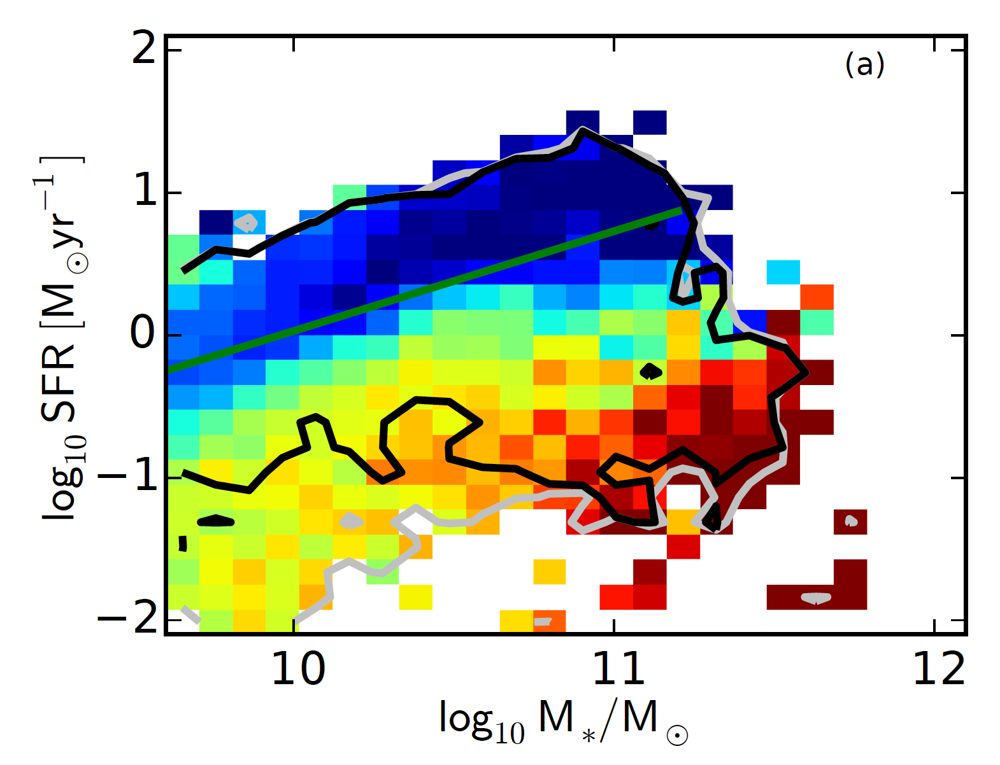 (a)
2
1
0
−1
−2
log₁₀ SFR [M☉yr⁻¹]
10 11 12
log₁₀ M*/M☉